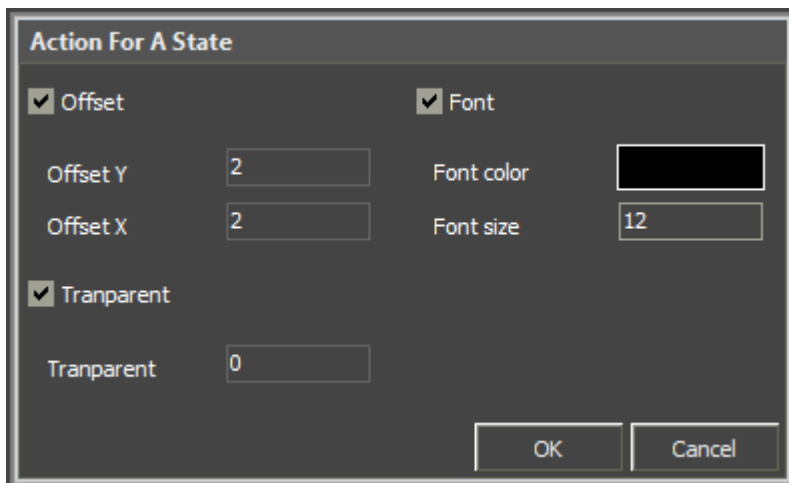 Action For A State
Offset
Font
Offset Y
2
Font color
Offset X
2
Font size
12
Tranparent
Tranparent
0
OK
Cancel